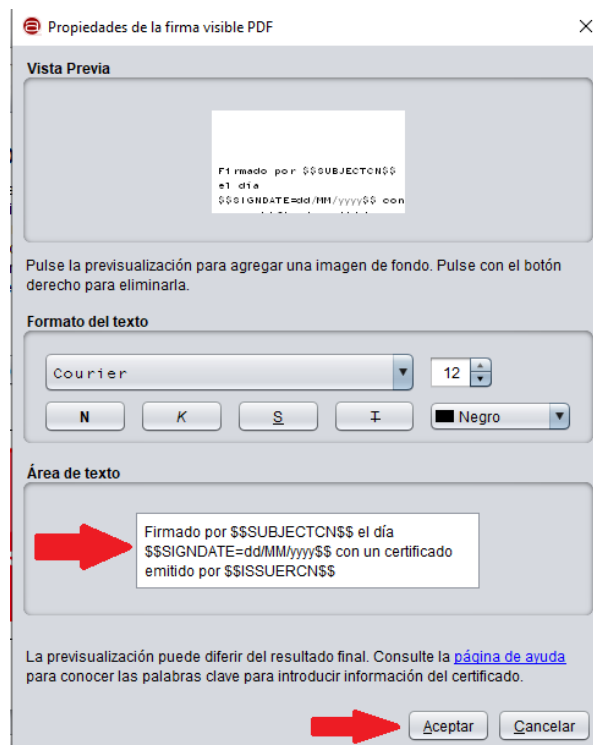 Propiedades de la firma visible PDF
Vista Previa
Firmado por $$SUBJECTCN$$
el día
$$SIGNDATE=dd/MM/yyyy$$ con
Pulse la previsualización para agregar una imagen de fondo. Pulse con el botón
derecho para eliminarla.
Formato del texto
Courier
12
N
K
S
T
Negro
Área de texto
Firmado por $$SUBJECTCN$$ el día
$$SIGNDATE=dd/MM/yyyy$$ con un certificado
emitido por $$ISSUERCN$$
La previsualización puede diferir del resultado final. Consulte la página de ayuda
para conocer las palabras clave para introducir información del certificado.
Aceptar
Cancelar